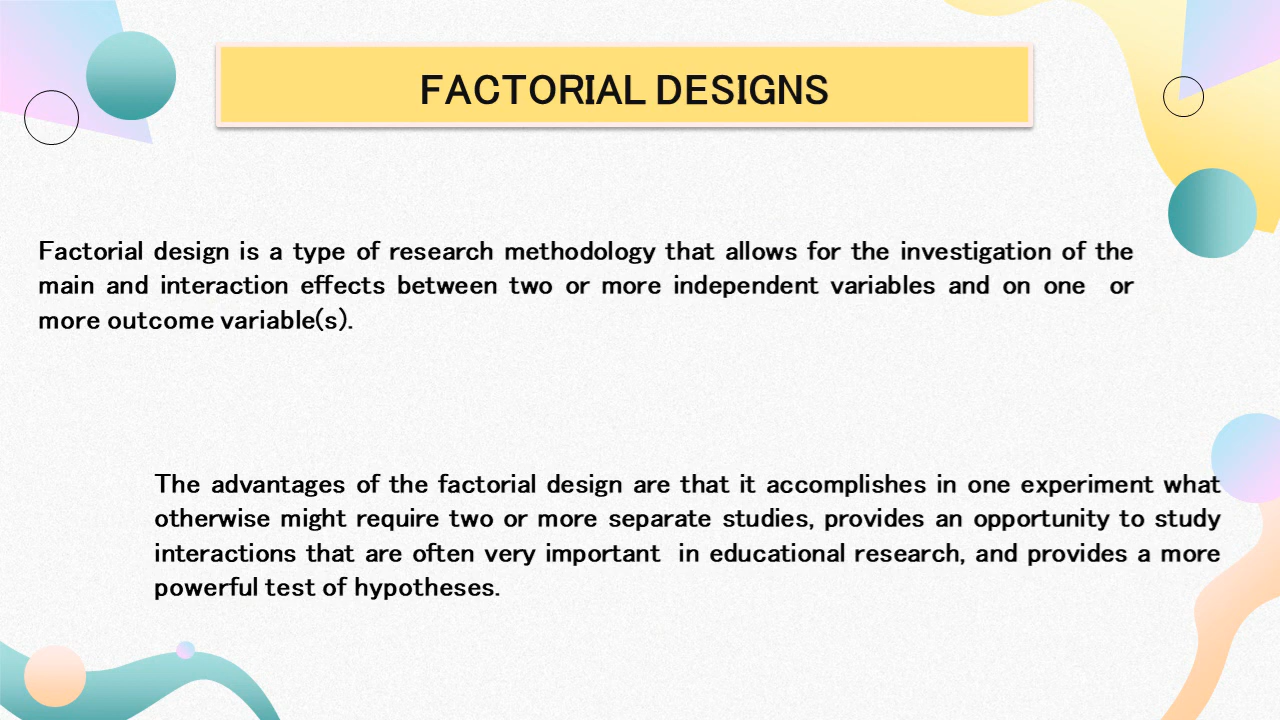 FACTORIAL DESIGNS
Factorial design is a type of research methodology that allows for the investigation of the
main and interaction effects between two or more independent variables and on one or
more outcome variable(s).
The advantages of the factorial design are that it accomplishes in one experiment what
otherwise might require two or more separate studies, provides an opportunity to study
interactions that are often very important in educational research, and provides a more
powerful test of hypotheses.